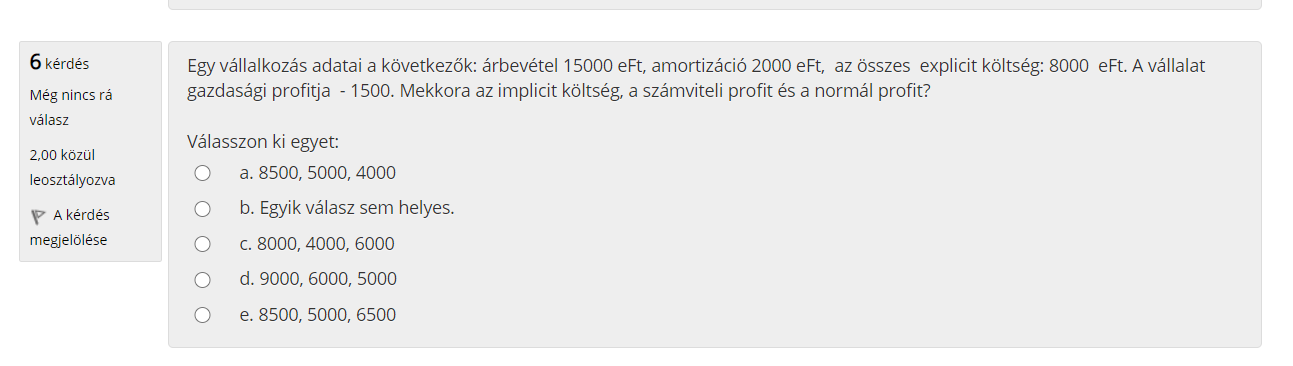 6 kérdés
Még nincs rá
válasz
2,00 közül
leosztályozva
A kérdés
megjelölése
Egy vállalkozás adatai a következők: árbevétel 15000 eFt, amortizáció 2000 eFt, az összes explicit költség: 8000 eFt. A vállalat
gazdasági profitja - 1500. Mekkora az implicit költség, a számviteli profit és a normál profit?
Válasszon ki egyet:
a. 8500, 5000, 4000
b. Egyik válasz sem helyes.
c. 8000, 4000, 6000
d. 9000, 6000, 5000
e. 8500, 5000, 6500